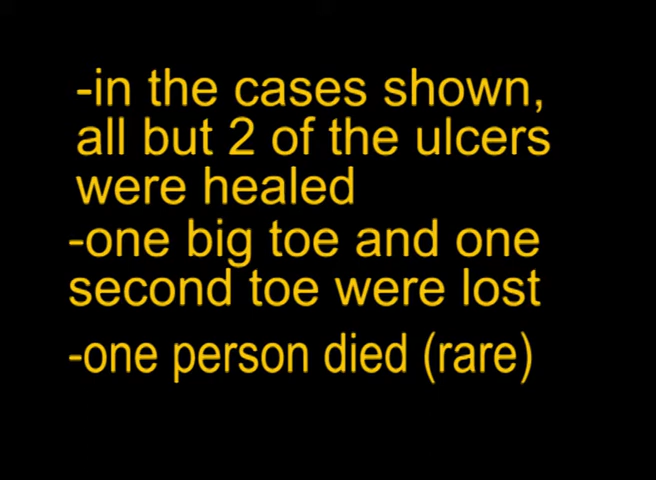 -in the cases shown,
all but 2 of the ulcers
were healed
-one big toe and one
second toe were lost
-one person died (rare)